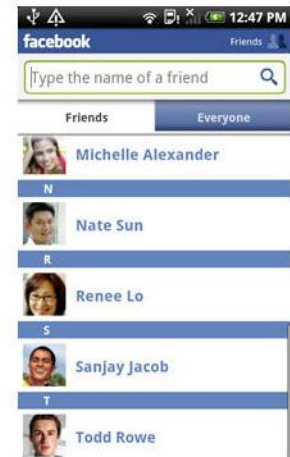 12:47 PM
facebook Friends
Type the name of a friend
Friends Everyone
Michelle Alexander
N
Nate Sun
R
Renee Lo
S
Sanjay Jacob
T
Todd Rowe